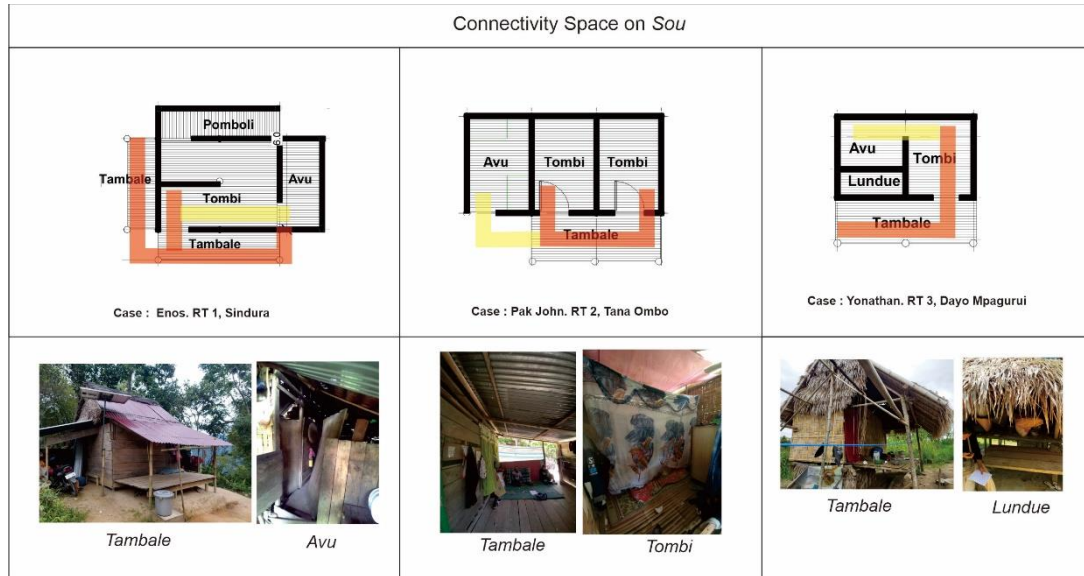 Connectivity Space on Sou
Pomboli
6.0
Tambale
Avu
Tombi
Tambale
Case : Enos. RT 1, Sindura
Avu
Tombi
Tombi
Tambale
Case : Pak John. RT 2, Tana Ombo
Avu
Tombi
Lundue
Tambale
Case : Yonathan. RT 3, Dayo Mpagurui
Tambale
Avu
Tambale
Tombi
Tambale
Lundue